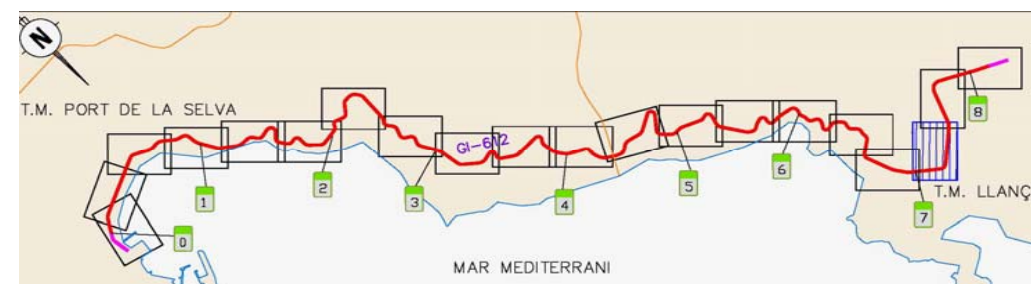 N
T.M. PORT DE LA SELVA
GI-612
0
1
2
3
4
5
6
7
8
T.M. LLANÇ
MAR MEDITERRANI